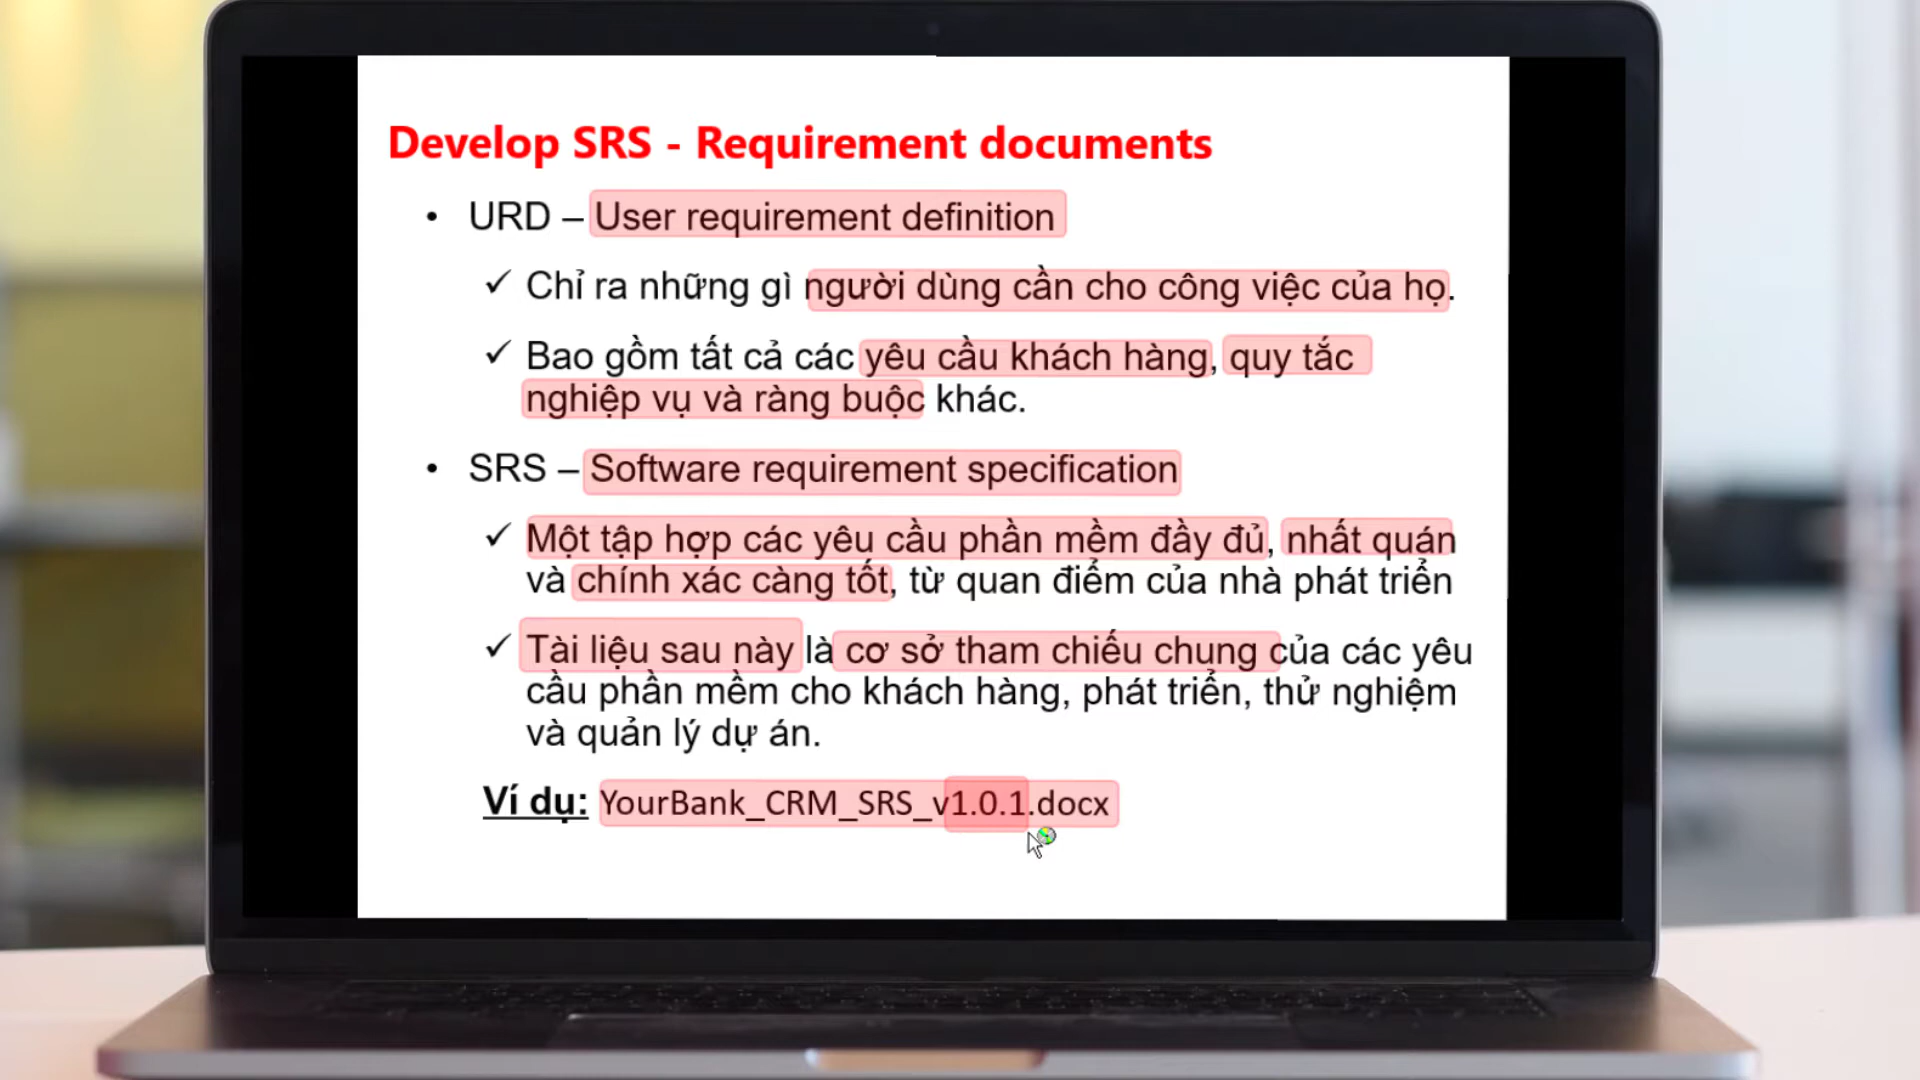 Develop SRS - Requirement documents
• URD – User requirement definition
✓ Chỉ ra những gì người dùng cần cho công việc của họ.
✓ Bao gồm tất cả các yêu cầu khách hàng, quy tắc
nghiệp vụ và ràng buộc khác.
• SRS – Software requirement specification
✓ Một tập hợp các yêu cầu phần mềm đầy đủ, nhất quán
và chính xác càng tốt, từ quan điểm của nhà phát triển
✓ Tài liệu sau này là cơ sở tham chiếu chung của các yêu
cầu phần mềm cho khách hàng, phát triển, thử nghiệm
và quản lý dự án.
Ví dụ: YourBank_CRM_SRS_v1.0.1.docx